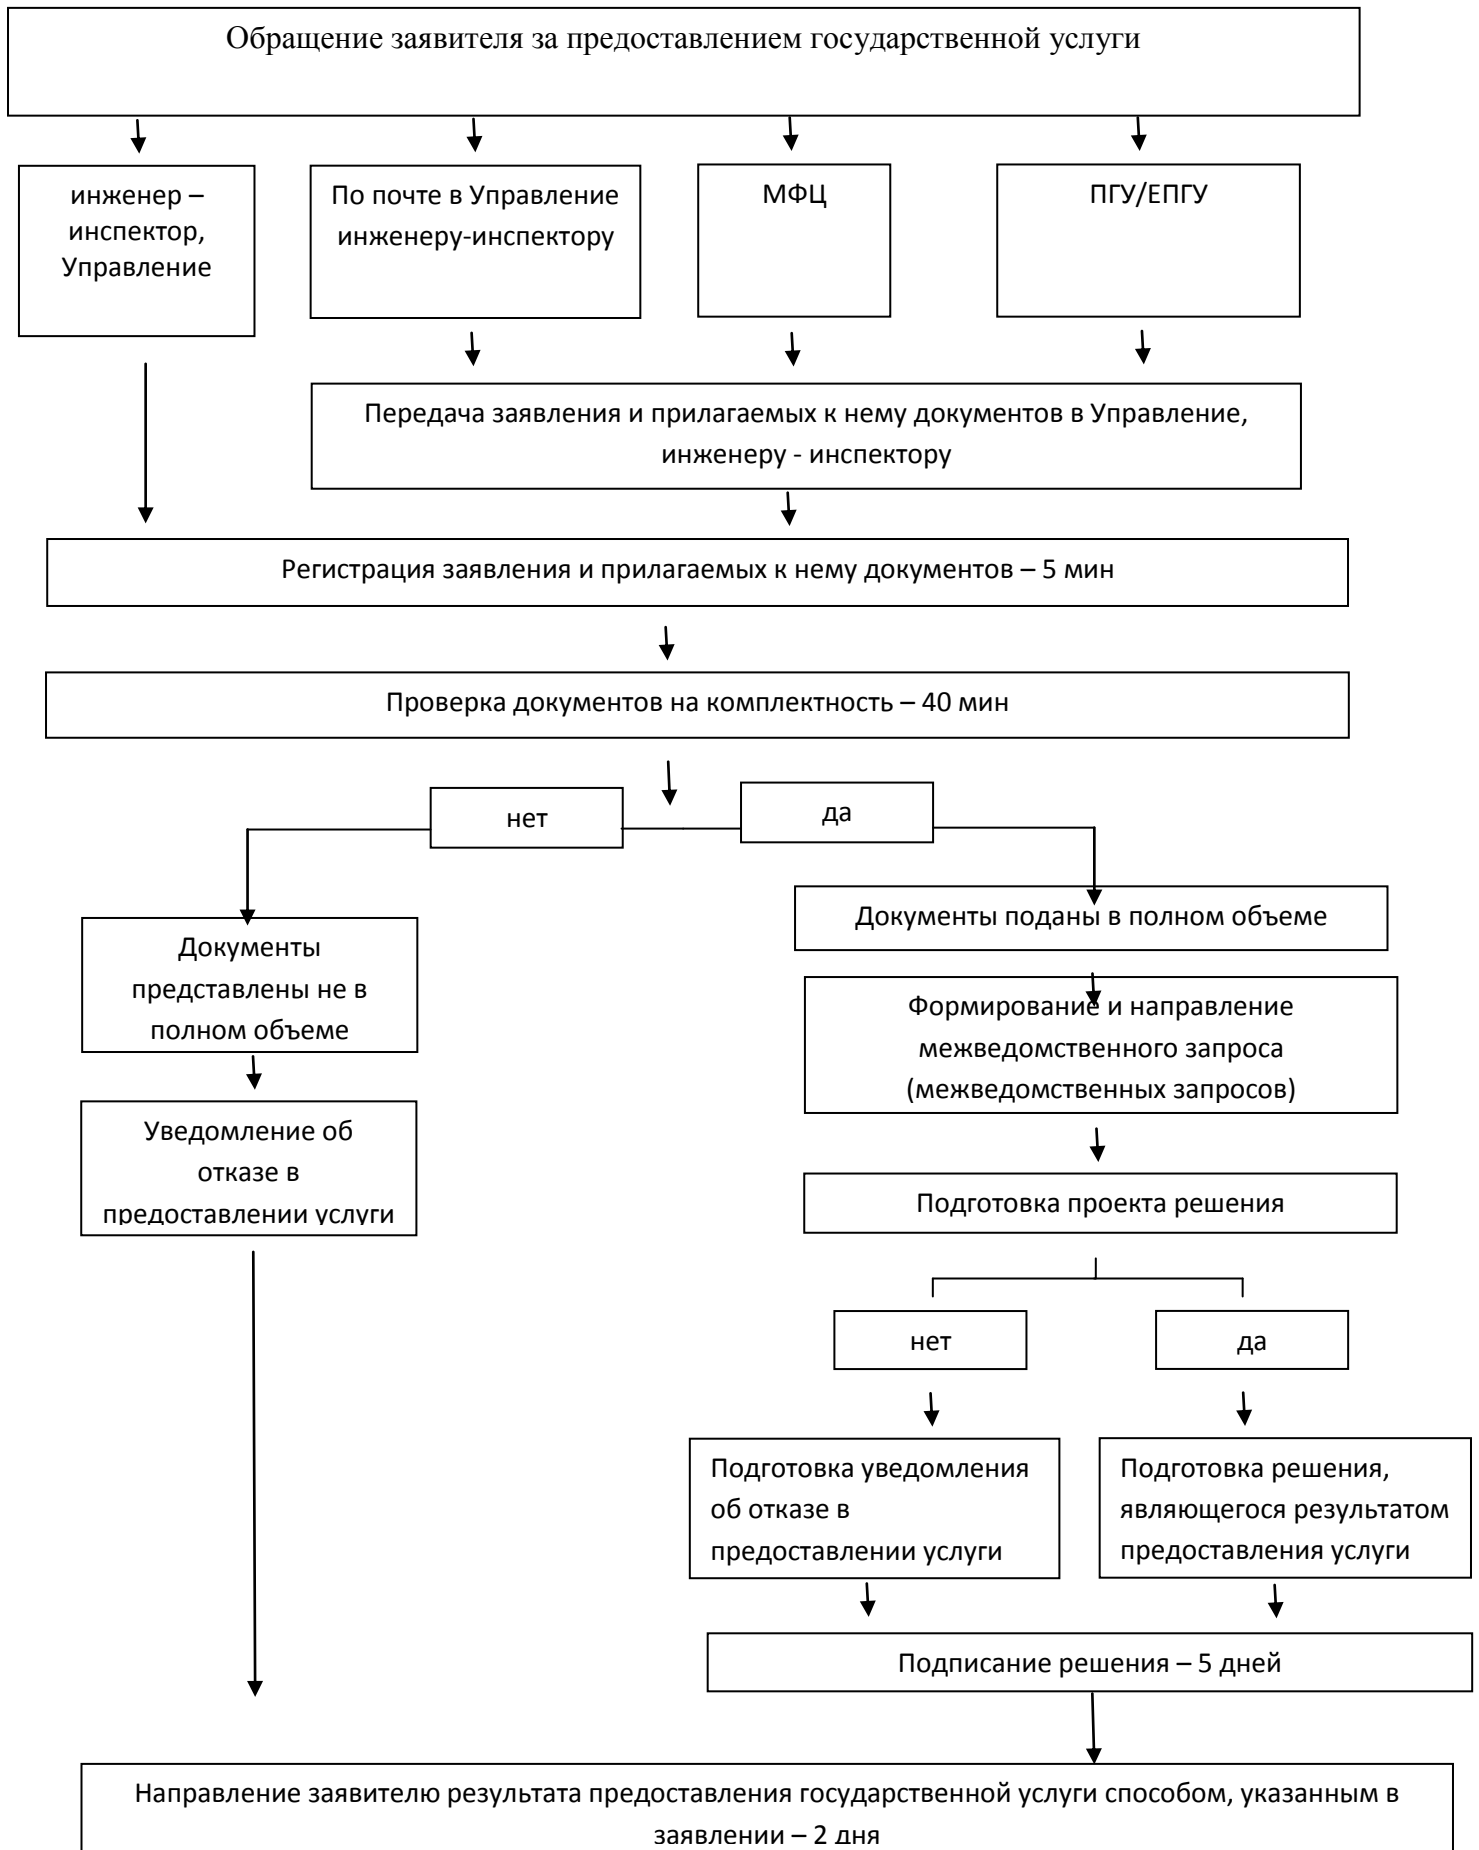 Обращение заявителя за предоставлением государственной услуги
инженер –
инспектор,
Управление
По почте в Управление
инженеру-инспектору
МФЦ
ПГУ/ЕПГУ
Передача заявления и прилагаемых к нему документов в Управление,
инженеру - инспектору
Регистрация заявления и прилагаемых к нему документов – 5 мин
Проверка документов на комплектность – 40 мин
нет
да
Документы
представлены не в
полном объеме
Документы поданы в полном объеме
Формирование и направление
межведомственного запроса
(межведомственных запросов)
Уведомление об
отказе в
предоставлении услуги
Подготовка проекта решения
нет
да
Подготовка уведомления
об отказе в
предоставлении услуги
Подготовка решения,
являющегося результатом
предоставления услуги
Подписание решения – 5 дней
Направление заявителю результата предоставления государственной услуги способом, указанным в
заявлении – 2 дня